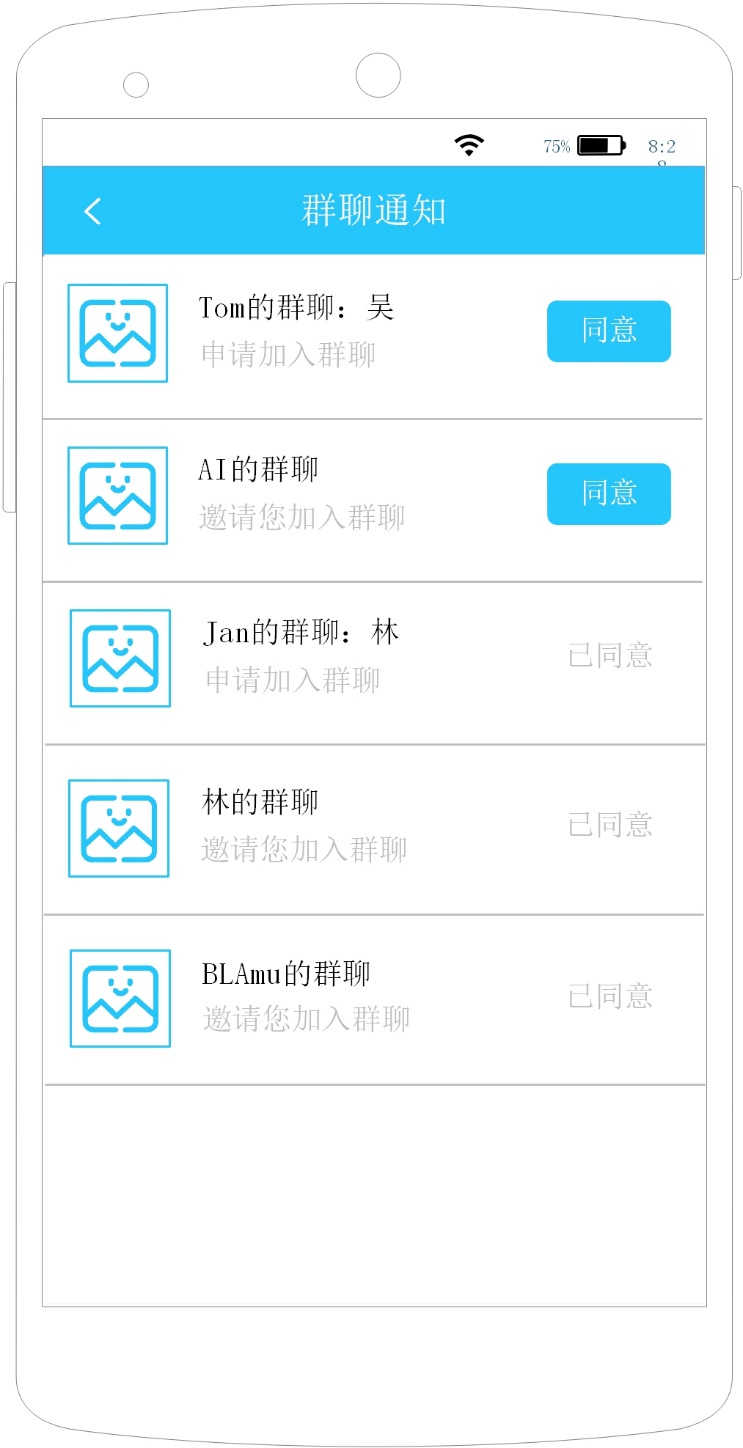 75% 8:2
8
群聊通知
Tom的群聊：吴
申请加入群聊
同意
AI的群聊
邀请您加入群聊
同意
Jan的群聊：林
申请加入群聊
已同意
林的群聊
邀请您加入群聊
已同意
BLAmu的群聊
邀请您加入群聊
已同意